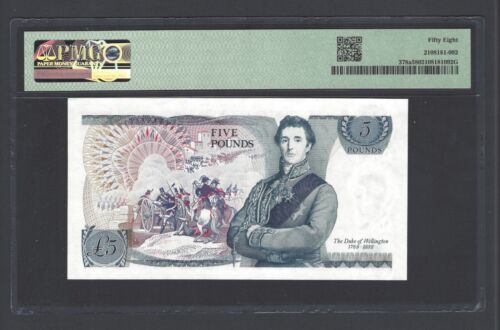 PMG
PAPER MONEY GUARANTY
Fifty Eight
2108181-002
378a5802108181002G
FIVE
POUNDS
5
POUNDS
£5
The Duke of Wellington
1769-1852